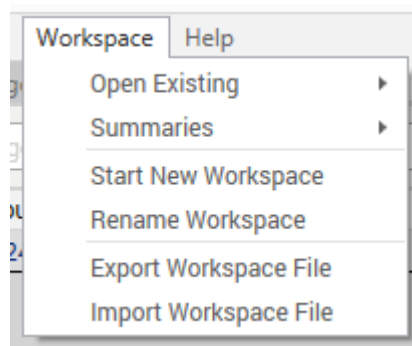 Workspace Help
Open Existing
Summaries
Start New Workspace
Rename Workspace
Export Workspace File
Import Workspace File